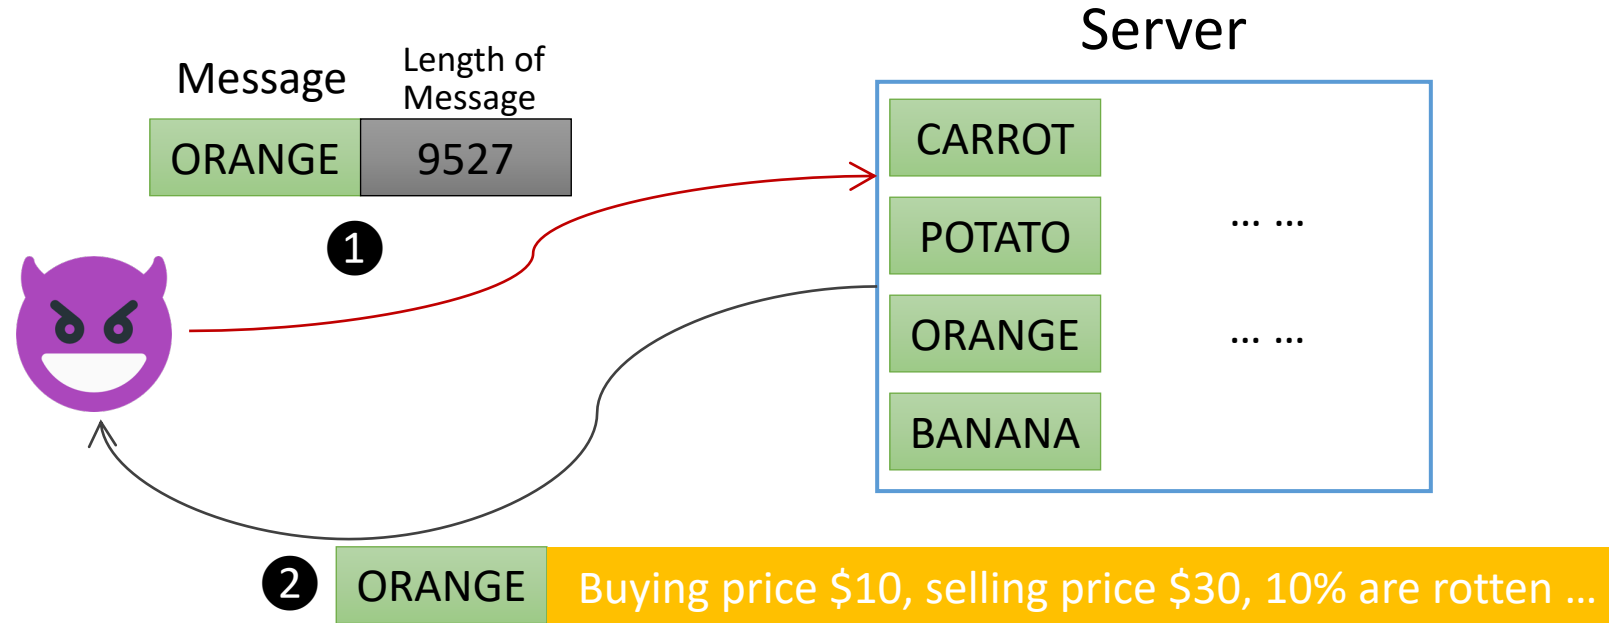 Server
Message
Length of
Message
ORANGE
9527
CARROT
POTATO
... ...
ORANGE
... ...
BANANA
1
2
ORANGE
Buying price $10, selling price $30, 10% are rotten ...